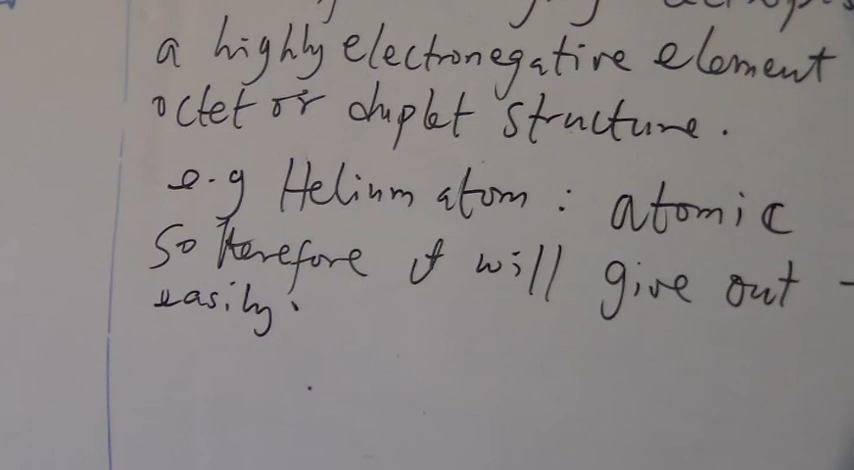 a highly electronegative element
octet or duplet structure.
e.g Helium atom : atomic
So therefore it will give out -
easily.